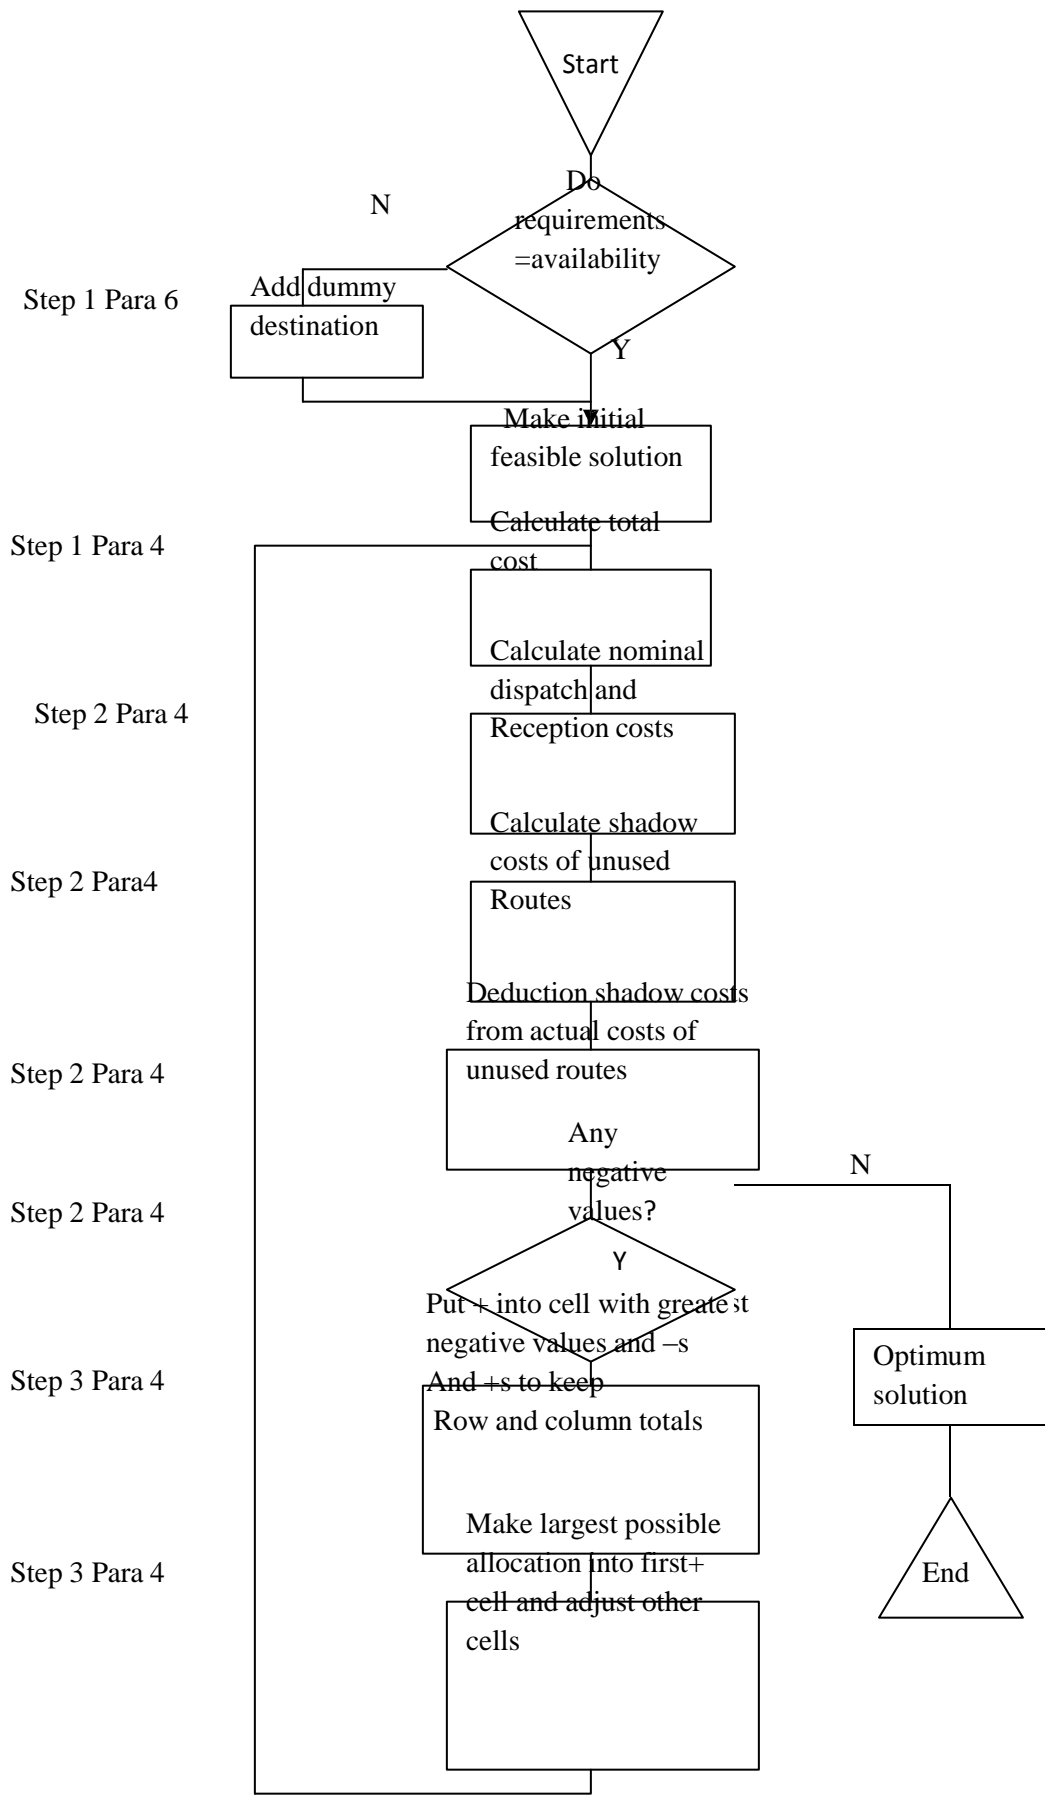 Start
Do
N
requirements
=availability
Add dummy
Step 1 Para 6
destination
Y
Make initial
feasible solution
Calculate total
Step 1 Para 4
cost
Calculate nominal
dispatch and
Step 2 Para 4
Reception costs
Calculate shadow
costs of unused
Step 2 Para4
Routes
Deduction shadow costs
from actual costs of
Step 2 Para 4
unused routes
Any
negative
N
values?
Step 2 Para 4
Y
Put + into cell with greatest
negative values and –s
And +s to keep
Step 3 Para 4
Row and column totals
Optimum
solution
Make largest possible
allocation into first+
Step 3 Para 4
cell and adjust other
cells
End